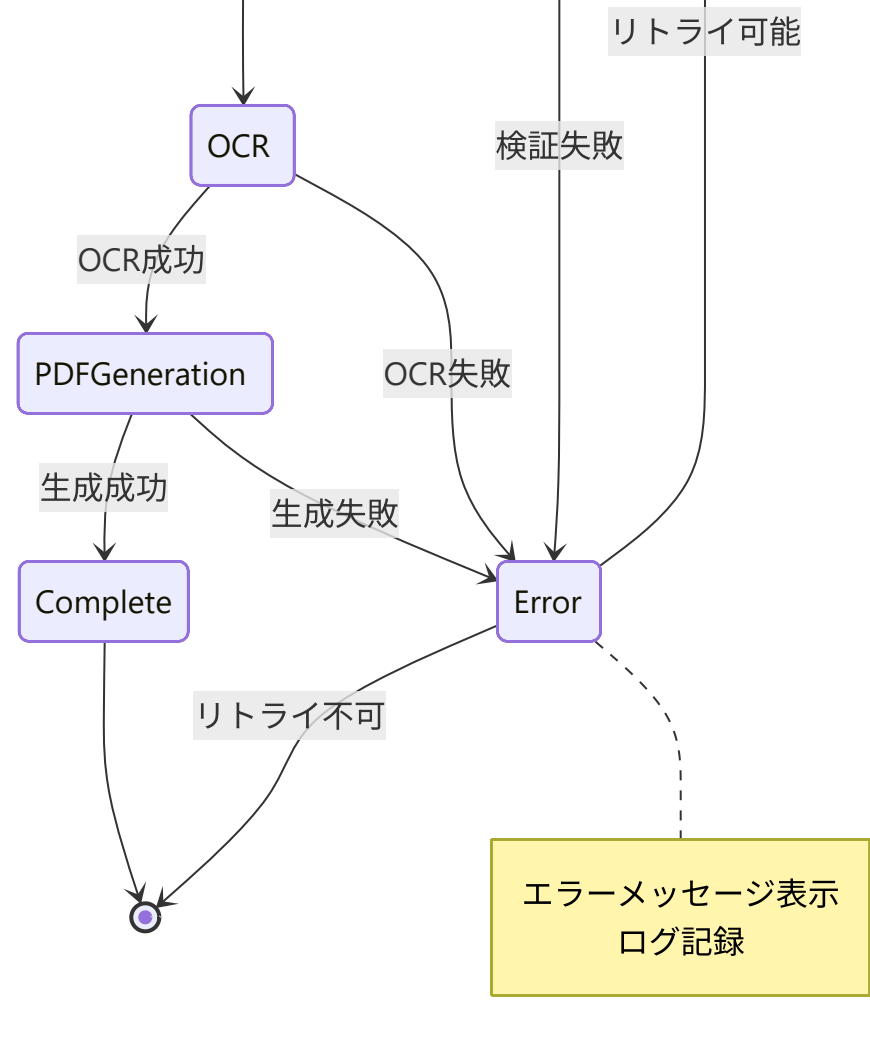 リトライ可能
OCR
検証失敗
OCR成功
PDFGeneration
OCR失敗
生成成功
生成失敗
Complete
Error
リトライ不可
エラーメッセージ表示
ログ記録